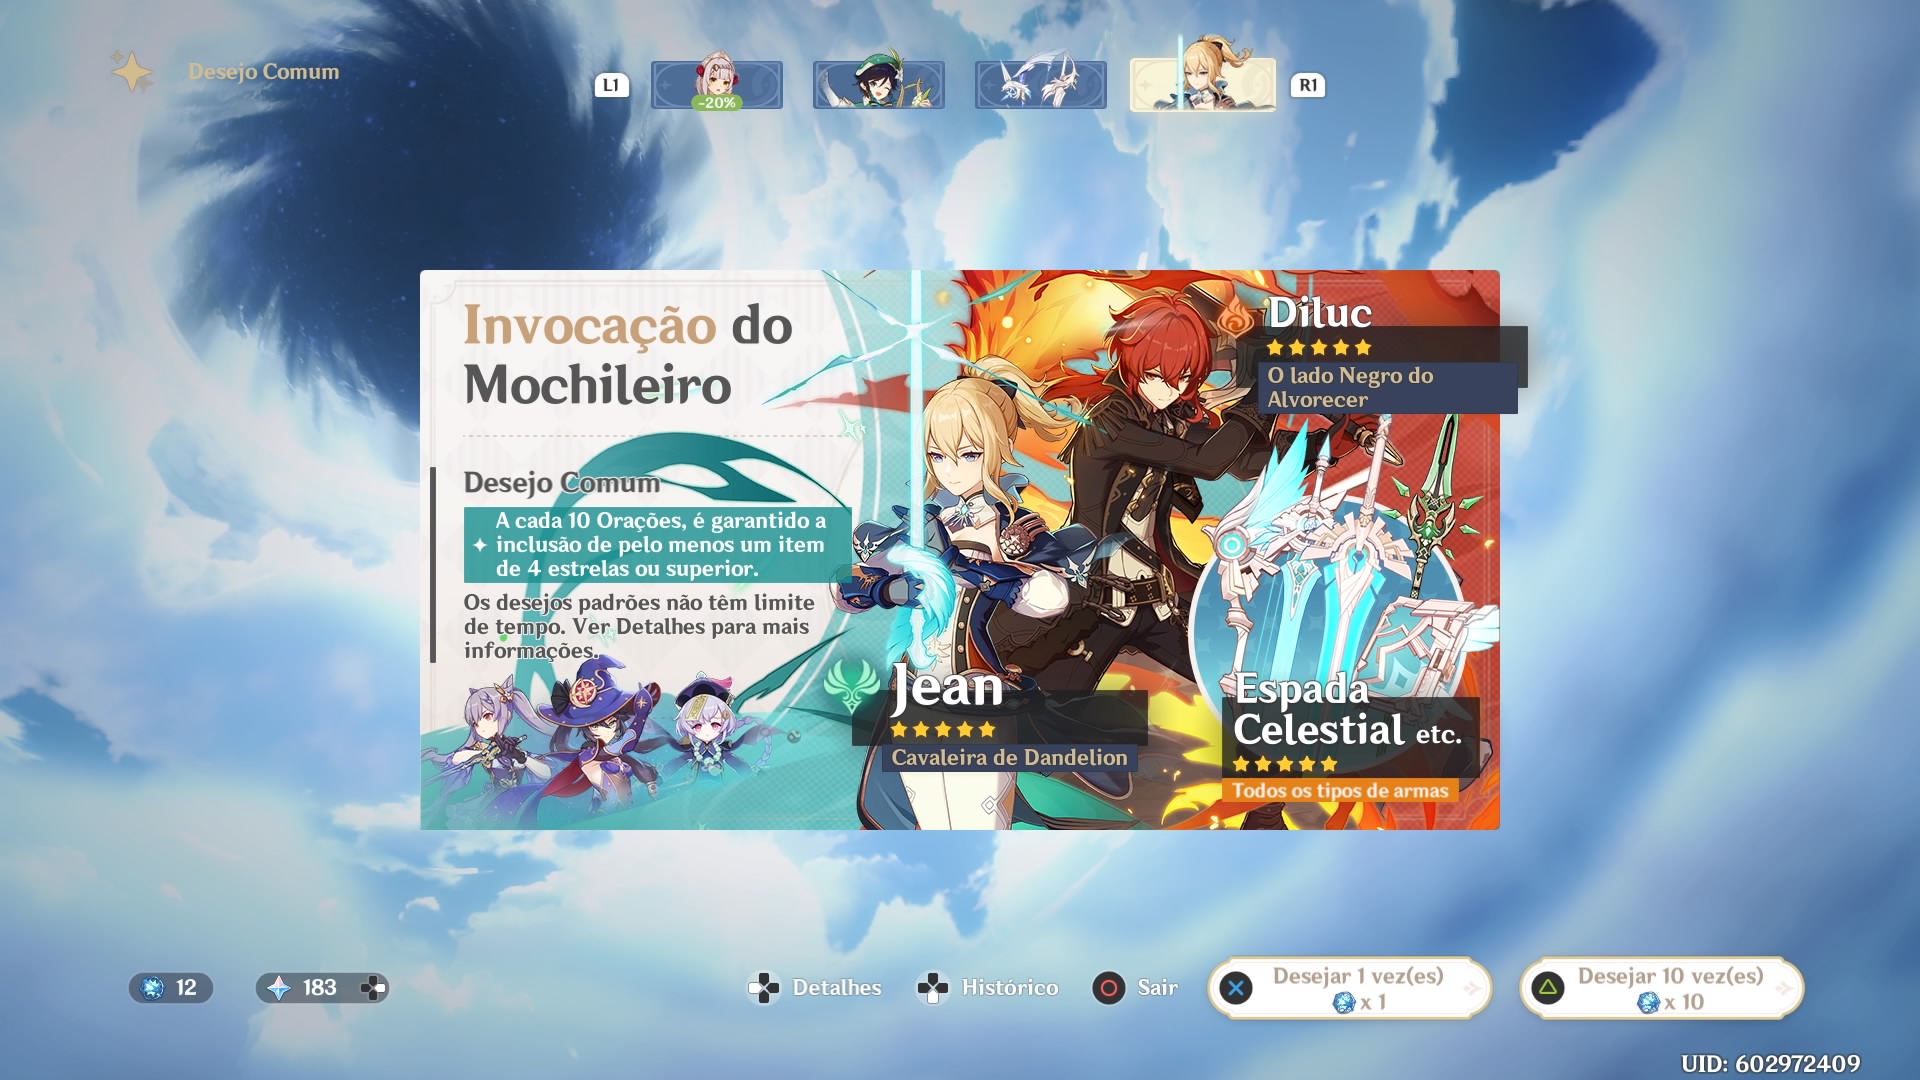 Desejo Comum
L1
-20%
R1
Invocação do
Mochileiro
Desejo Comum
A cada 10 Orações, é garantido a
inclusão de pelo menos um item
de 4 estrelas ou superior.
Os desejos padrões não têm limite
de tempo. Ver Detalhes para mais
informações.
Diluc
O lado Negro do
Alvorecer
Jean
Cavaleira de Dandelion
Espada
Celestial etc.
Todos os tipos de armas
12
183
Detalhes
Histórico
Sair
Desejar 1 vez(es)
x 1
Desejar 10 vez(es)
x 10
UID: 602972409